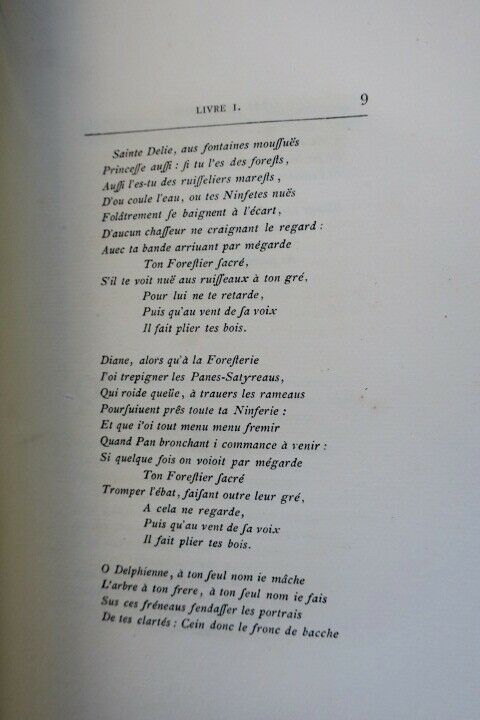 LIVRE I. 9
Sainte Delie, aus fontaines mouſſuës
Princeſſe auſſi : ſi tu l'es des foreſts,
Auſſi l'es-tu des ruiſſeliers mareſts,
D'ou coule l'eau, ou tes Ninfetes nuës
Folâtrement ſe baignent à l'écart,
D'aucun chaſſeur ne craignant le regard :
Auec ta bande arriuant par mégarde
Ton Foreſtier ſacré,
S'il te voit nuë aus ruiſſeaux à ton gré,
Pour lui ne te retarde,
Puis qu'au vent de ſa voix
Il fait plier tes bois.
Diane, alors qu'à la Foreſterie
I'oi trepigner les Panes-Satyreaus,
Qui roide queüe, à trauers les rameaus
Pourſuiuent prês toute ta Ninferie :
Et que i'oi tout menu menu fremir
Quand Pan bronchant i commance à venir :
Si quelque fois on voioit par mégarde
Ton Foreſtier ſacré
Tromper l'ébat, faiſant outre leur gré,
A cela ne regarde,
Puis qu'au vent de ſa voix
Il fait plier tes bois.
O Delphienne, à ton ſeul nom ie mâche
L'arbre à ton frere, à ton ſeul nom ie fais
Sus ces fréneaus fendaſſer les portrais
De tes clartés : Cein donc le fronc de bacche